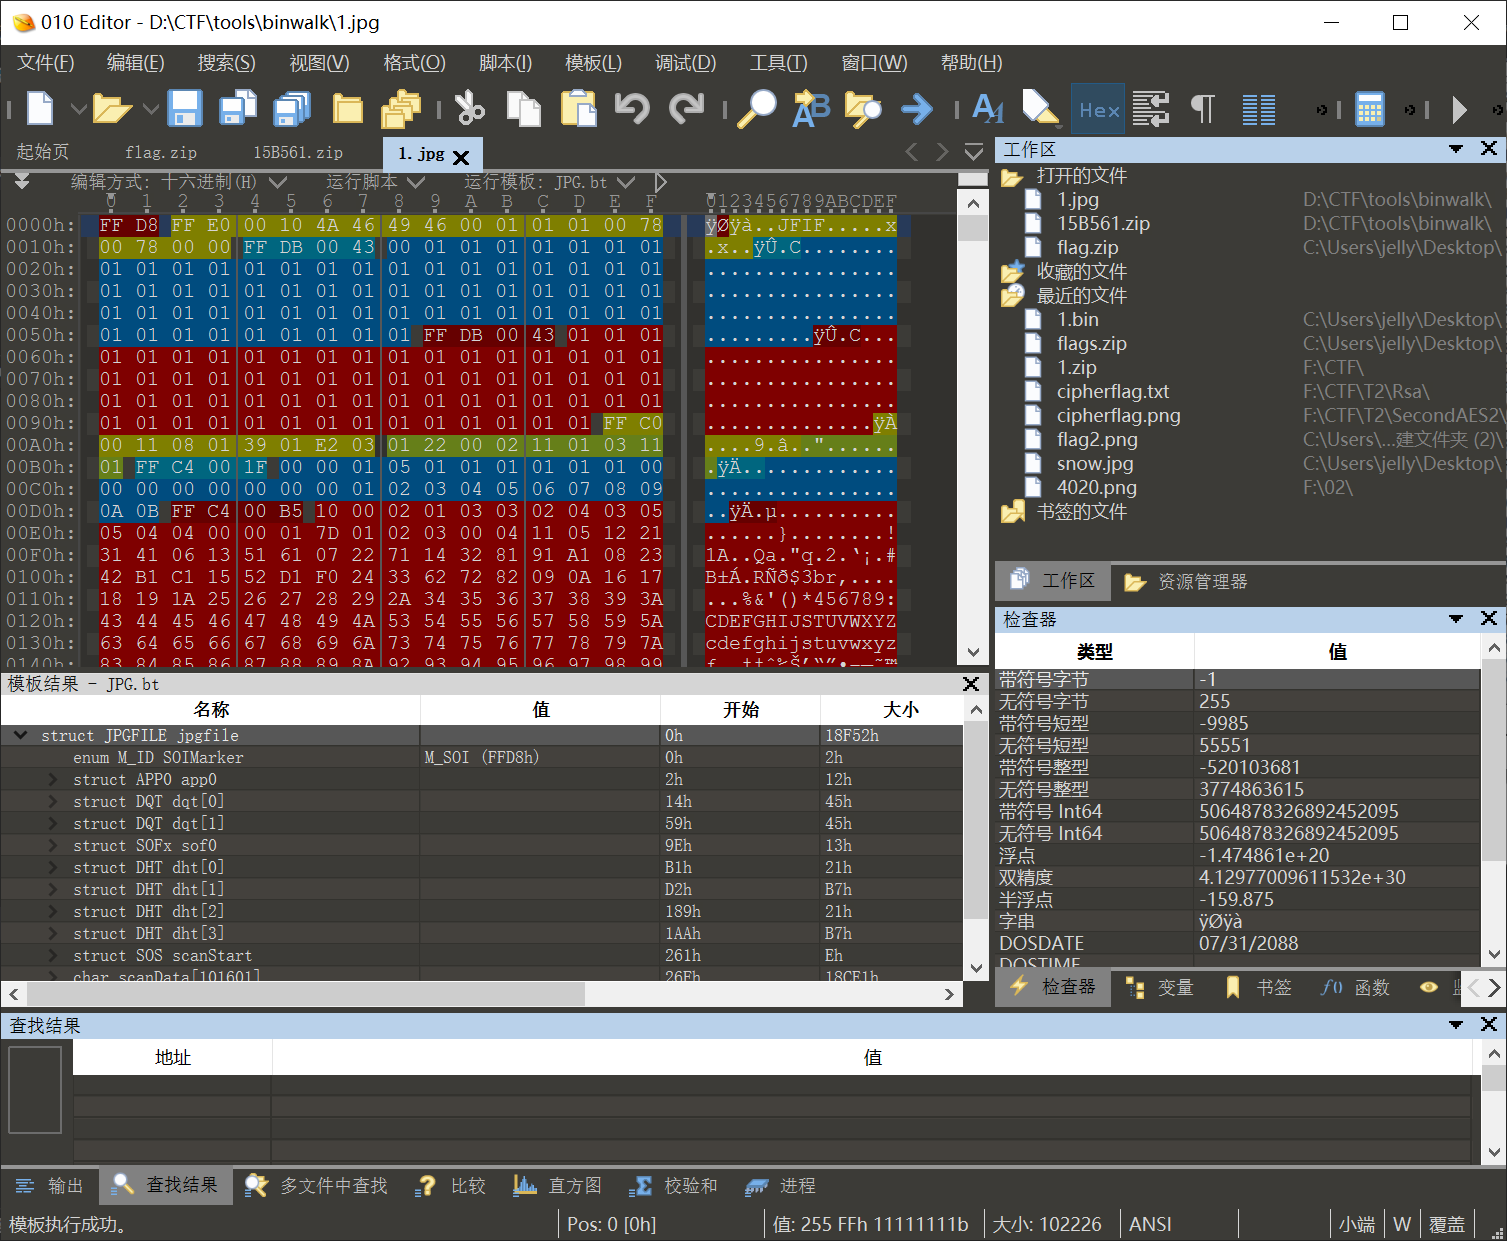 010 Editor - D:\CTF\tools\binwalk\1.jpg
文件(F) 编辑(E) 搜索(S) 视图(V) 格式(O) 脚本(I) 模板(L) 调试(D) 工具(T) 窗口(W) 帮助(H)
Hex
起始页 flag.zip 15B561.zip 1.jpg
编辑方式: 十六进制(H) 运行脚本 运行模板: JPG.bt
0 1 2 3 4 5 6 7 8 9 A B C D E F 0123456789ABCDEF
0000h: FF D8 FF E0 00 10 4A 46 49 46 00 01 01 01 00 78 ÿØÿà..JFIF.....x
0010h: 00 78 00 00 FF DB 00 43 00 01 01 01 01 01 01 01 .x..ÿÛ.C........
0020h: 01 01 01 01 01 01 01 01 01 01 01 01 01 01 01 01 ................
0030h: 01 01 01 01 01 01 01 01 01 01 01 01 01 01 01 01 ................
0040h: 01 01 01 01 01 01 01 01 01 01 01 01 01 01 01 01 ................
0050h: 01 01 01 01 01 01 01 01 01 FF DB 00 43 01 01 01 .........ÿÛ.C...
0060h: 01 01 01 01 01 01 01 01 01 01 01 01 01 01 01 01 ................
0070h: 01 01 01 01 01 01 01 01 01 01 01 01 01 01 01 01 ................
0080h: 01 01 01 01 01 01 01 01 01 01 01 01 01 01 01 01 ................
0090h: 01 01 01 01 01 01 01 01 01 01 01 01 01 01 FF C0 ..............ÿÀ
00A0h: 00 11 08 01 39 01 E2 03 01 22 00 02 11 01 03 11 ....9.â.."......
00B0h: 01 FF C4 00 1F 00 00 01 05 01 01 01 01 01 01 00 .ÿÄ.............
00C0h: 00 00 00 00 00 00 00 01 02 03 04 05 06 07 08 09 ................
00D0h: 0A 0B FF C4 00 B5 10 00 02 01 03 03 02 04 03 05 ..ÿÄ.µ..........
00E0h: 05 04 04 00 00 01 7D 01 02 03 00 04 11 05 12 21 ......}........!
00F0h: 31 41 06 13 51 61 07 22 71 14 32 81 91 A1 08 23 1A..Qa."q.2.‘¡.#
0100h: 42 B1 C1 15 52 D1 F0 24 33 62 72 82 09 0A 16 17 B±Á.RÑð$3br‚....
0110h: 18 19 1A 25 26 27 28 29 2A 34 35 36 37 38 39 3A ...%&'()*456789:
0120h: 43 44 45 46 47 48 49 4A 53 54 55 56 57 58 59 5A CDEFGHIJSTUVWXYZ
0130h: 63 64 65 66 67 68 69 6A 73 74 75 76 77 78 79 7A cdefghijstuvwxyz
0140h: 83 84 85 86 87 88 89 8A 92 93 94 95 96 97 98 99 ƒ„…†‡ˆ‰Š’“”•–—˜™
模板结果 - JPG.bt
名称 值 开始 大小
struct JPGFILE jpgfile 0h 18F52h
enum M_ID SOIMarker M_SOI (FFD8h) 0h 2h
struct APP0 app0 2h 12h
struct DQT dqt[0] 14h 45h
struct DQT dqt[1] 59h 45h
struct SOFx sof0 9Eh 13h
struct DHT dht[0] B1h 21h
struct DHT dht[1] D2h B7h
struct DHT dht[2] 189h 21h
struct DHT dht[3] 1AAh B7h
struct SOS scanStart 261h Eh
char scanData[101601] 26Fh 18CE1h
工作区
打开的文件
1.jpg D:\CTF\tools\binwalk\
15B561.zip D:\CTF\tools\binwalk\
flag.zip C:\Users\jelly\Desktop\
收藏的文件
最近的文件
1.bin C:\Users\jelly\Desktop\
flags.zip C:\Users\jelly\Desktop\
1.zip F:\CTF\
cipherflag.txt F:\CTF\T2\Rsa\
cipherflag.png F:\CTF\T2\SecondAES2\
flag2.png C:\Users\...建文件夹 (2)\
snow.jpg C:\Users\jelly\Desktop\
4020.png F:\02\
书签的文件
工作区 资源管理器
检查器
类型 值
带符号字节 -1
无符号字节 255
带符号短型 -9985
无符号短型 55551
带符号整型 -520103681
无符号整型 3774863615
带符号 Int64 5064878326892452095
无符号 Int64 5064878326892452095
浮点 -1.474861e+20
双精度 4.12977009611532e+30
半浮点 -159.875
字串 ÿØÿà
DOSDATE 07/31/2088
DOSTIME
检查器 变量 书签 f() 函数
查找结果
地址 值
输出 查找结果 多文件中查找 比较 直方图 校验和 进程
模板执行成功。 Pos: 0 [0h] 值: 255 FFh 11111111b 大小: 102226 ANSI 小端 W 覆盖